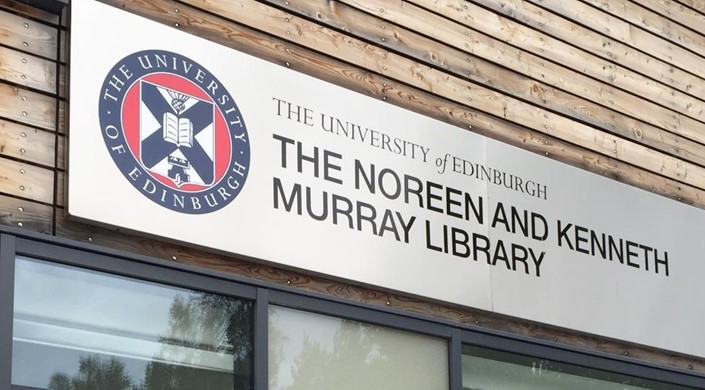 THE UNIVERSITY
OF EDINBURGH
THE UNIVERSITY of EDINBURGH
THE NOREEN AND KENNETH
MURRAY LIBRARY